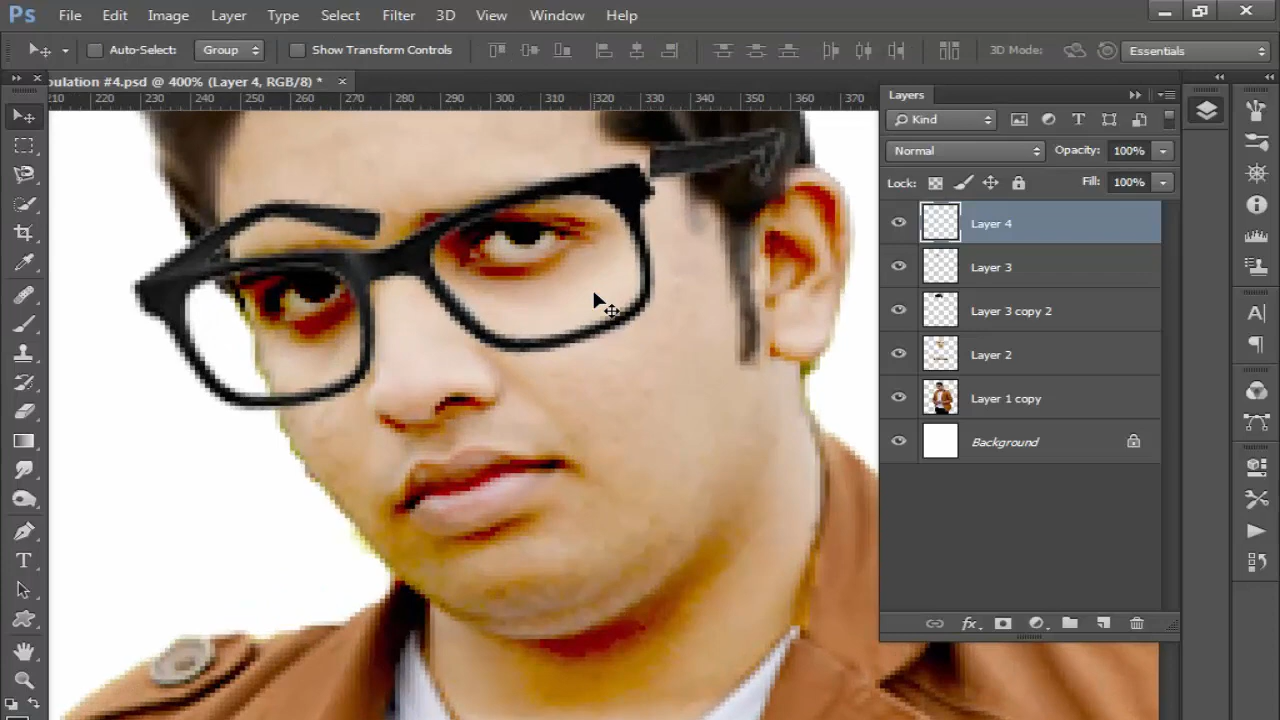 Ps File Edit Image Layer Type Select Filter 3D View Window Help
Auto-Select: Group Show Transform Controls 3D Mode: Essentials
ulation #4.psd @ 400% (Layer 4, RGB/8) *
210 220 230 240 250 260 270 280 290 300 310 320 330 340 350 360 370
Layers
Kind
Normal Opacity: 100%
Lock: Fill: 100%
Layer 4
Layer 3
Layer 3 copy 2
Layer 2
Layer 1 copy
Background
fx